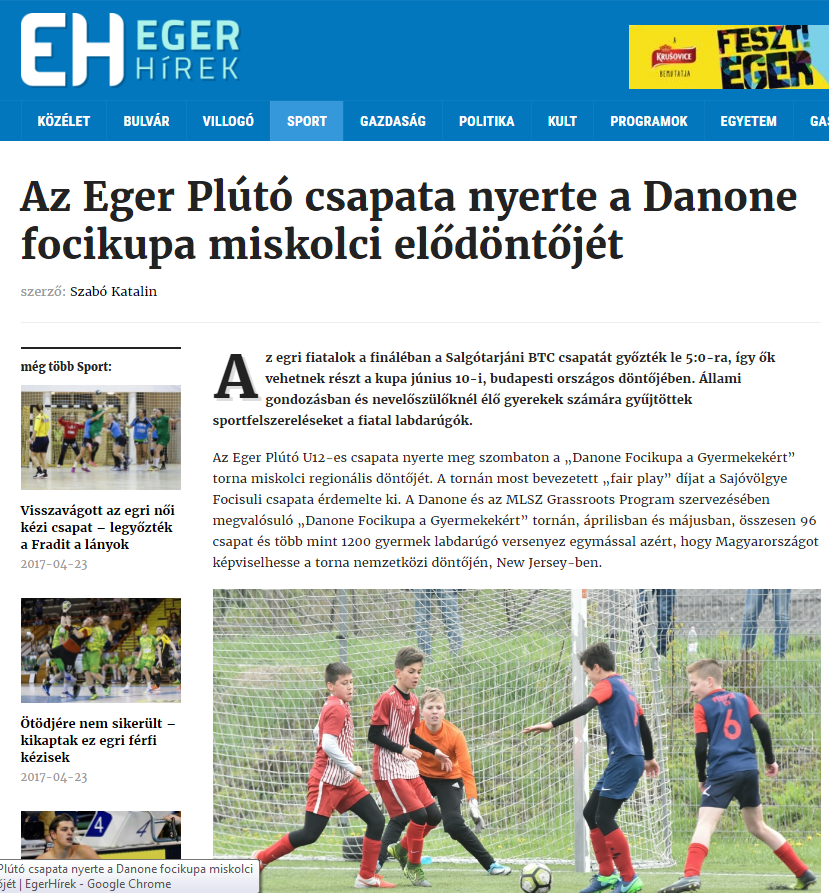 EH EGER
HÍREK
A
KRUŠOVICE
BEMUTATJA
FESZT!
EGER
KÖZÉLET BULVÁR VILLOGÓ SPORT GAZDASÁG POLITIKA KULT PROGRAMOK EGYETEM
Az Eger Plútó csapata nyerte a Danone
focikupa miskolci elődöntőjét
szerző: Szabó Katalin
még több Sport:
Visszavágott az egri női
kézi csapat – legyőzték
a Fradit a lányok
2017-04-23
Ötödjére nem sikerült –
kikaptak ez egri férfi
kézisek
2017-04-23
4
Az egri fiatalok a fináléban a Salgótarjáni BTC csapatát győzték le 5:0-ra, így ők
vehetnek részt a kupa június 10-i, budapesti országos döntőjében. Állami
gondozásban és nevelőszülőknél élő gyerekek számára gyűjtöttek
sportfelszereléseket a fiatal labdarúgók.
Az Eger Plútó U12-es csapata nyerte meg szombaton a „Danone Focikupa a Gyermekekért”
torna miskolci regionális döntőjét. A tornán most bevezetett „fair play” díjat a Sajóvölgye
Focisuli csapata érdemelte ki. A Danone és az MLSZ Grassroots Program szervezésében
megvalósuló „Danone Focikupa a Gyermekekért” tornán, áprilisban és májusban, összesen 96
csapat és több mint 1200 gyermek labdarúgó versenyez egymással azért, hogy Magyarországot
képviselhesse a torna nemzetközi döntőjén, New Jersey-ben.
6
Plútó csapata nyerte a Danone focikupa miskolci
őjét | EgerHírek - Google Chrome